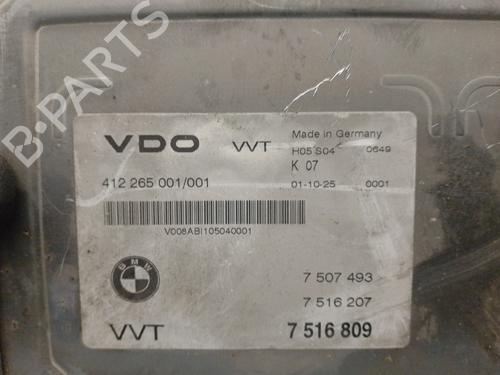 B-PARTS
VDO VVT Made in Germany
H05 S04 0649
K 07
412 265 001/001 01-10-25 0001
V008ABI105040001
BMW
7 507 493
7 516 207
VVT 7 516 809